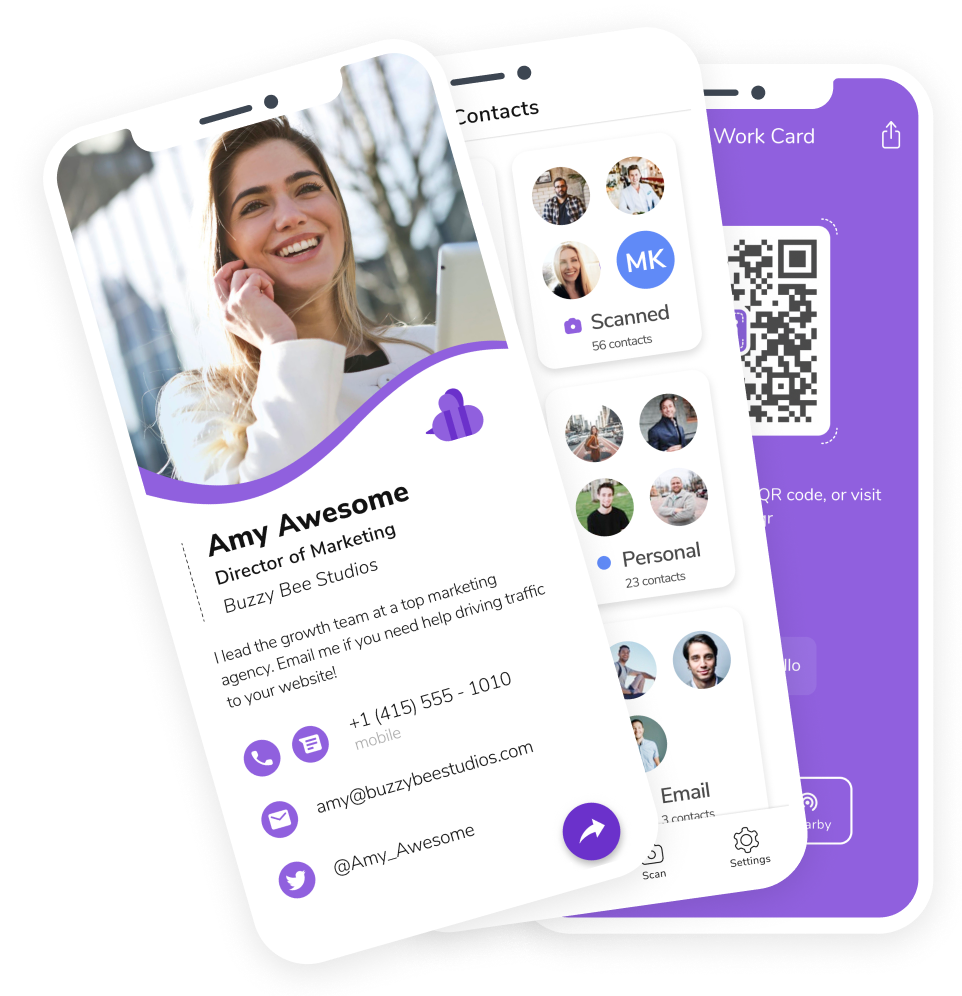 Amy Awesome
Director of Marketing
Buzzy Bee Studios
I lead the growth team at a top marketing
agency. Email me if you need help driving traffic
to your website!
+1 (415) 555 - 1010
mobile
amy@buzzybeestudios.com
@Amy_Awesome
Contacts
MK
Scanned
56 contacts
Personal
23 contacts
Email
3 contacts
Scan
Settings
Work Card
QR code, or visit